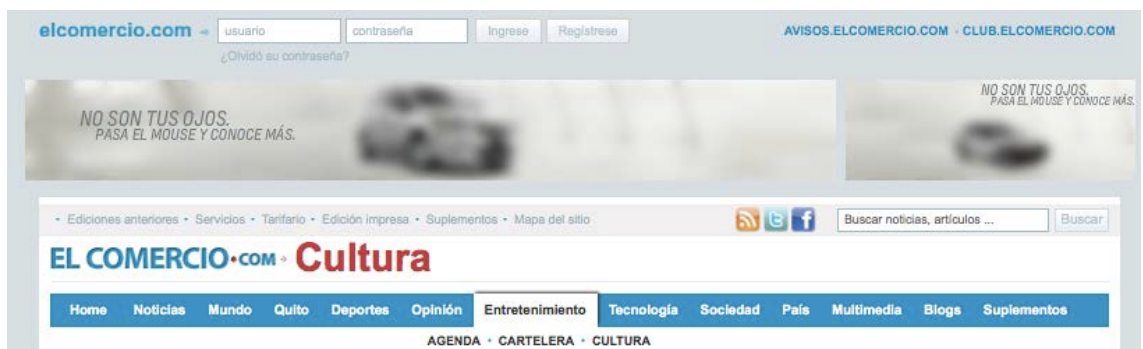 elcomercio.com usuario contraseña Ingrese Regístrese AVISOS.ELCOMERCIO.COM - CLUB.ELCOMERCIO.COM
¿Olvidó su contraseña?
NO SON TUS OJOS.
PASA EL MOUSE Y CONOCE MÁS.
NO SON TUS OJOS.
PASA EL MOUSE Y CONOCE MÁS.
• Ediciones anteriores • Servicios • Tarifario • Edición impresa • Suplementos • Mapa del sitio
Buscar noticias, artículos ... Buscar
EL COMERCIO•COM Cultura
Home Noticias Mundo Quito Deportes Opinión Entretenimiento Tecnología Sociedad País Multimedia Blogs Suplementos
AGENDA • CARTELERA • CULTURA